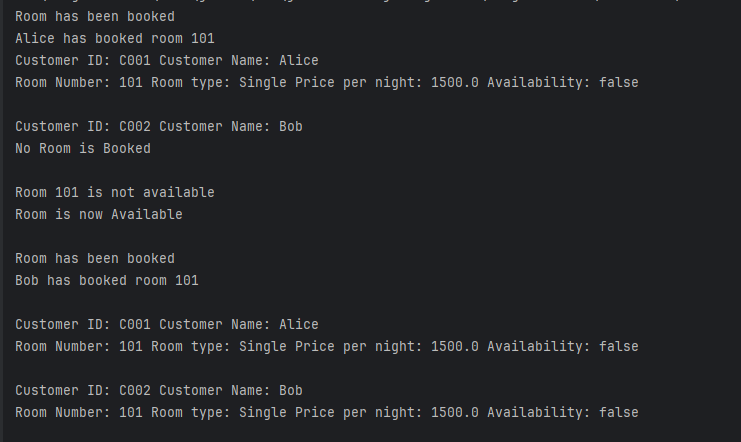 Room has been booked
Alice has booked room 101
Customer ID: C001 Customer Name: Alice
Room Number: 101 Room type: Single Price per night: 1500.0 Availability: false
Customer ID: C002 Customer Name: Bob
No Room is Booked
Room 101 is not available
Room is now Available
Room has been booked
Bob has booked room 101
Customer ID: C001 Customer Name: Alice
Room Number: 101 Room type: Single Price per night: 1500.0 Availability: false
Customer ID: C002 Customer Name: Bob
Room Number: 101 Room type: Single Price per night: 1500.0 Availability: false